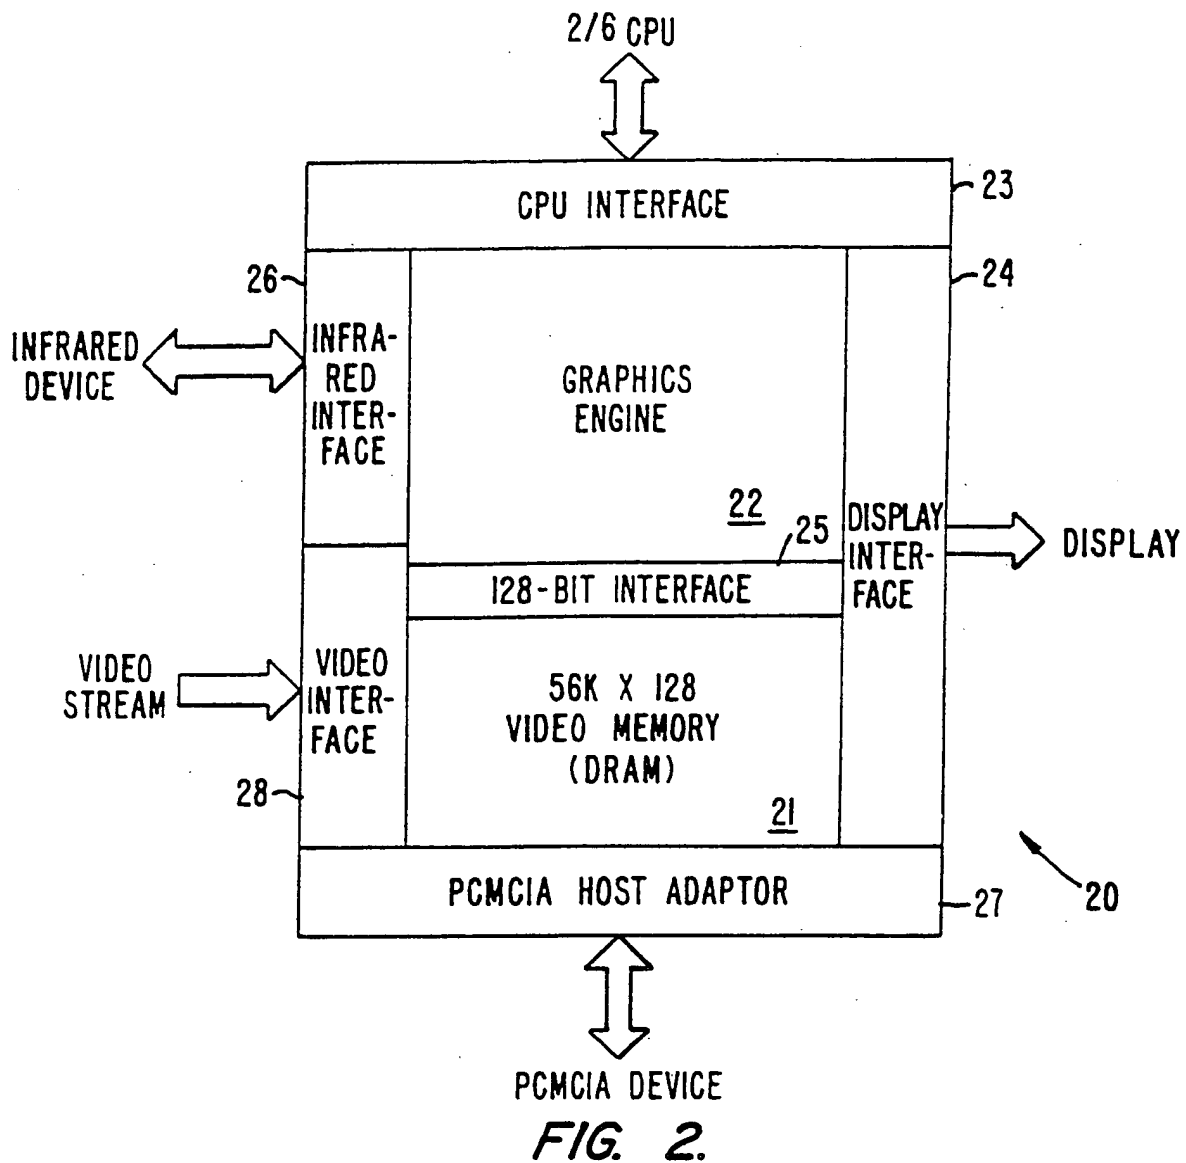 2/6 CPU
CPU INTERFACE
23
26
24
INFRARED
DEVICE
INFRA-
RED
INTER-
FACE
GRAPHICS
ENGINE
22
25
DISPLAY
INTER-
FACE
DISPLAY
128-BIT INTERFACE
VIDEO
STREAM
VIDEO
INTER-
FACE
56K X 128
VIDEO MEMORY
(DRAM)
28
21
PCMCIA HOST ADAPTOR
27
20
PCMCIA DEVICE
FIG. 2.